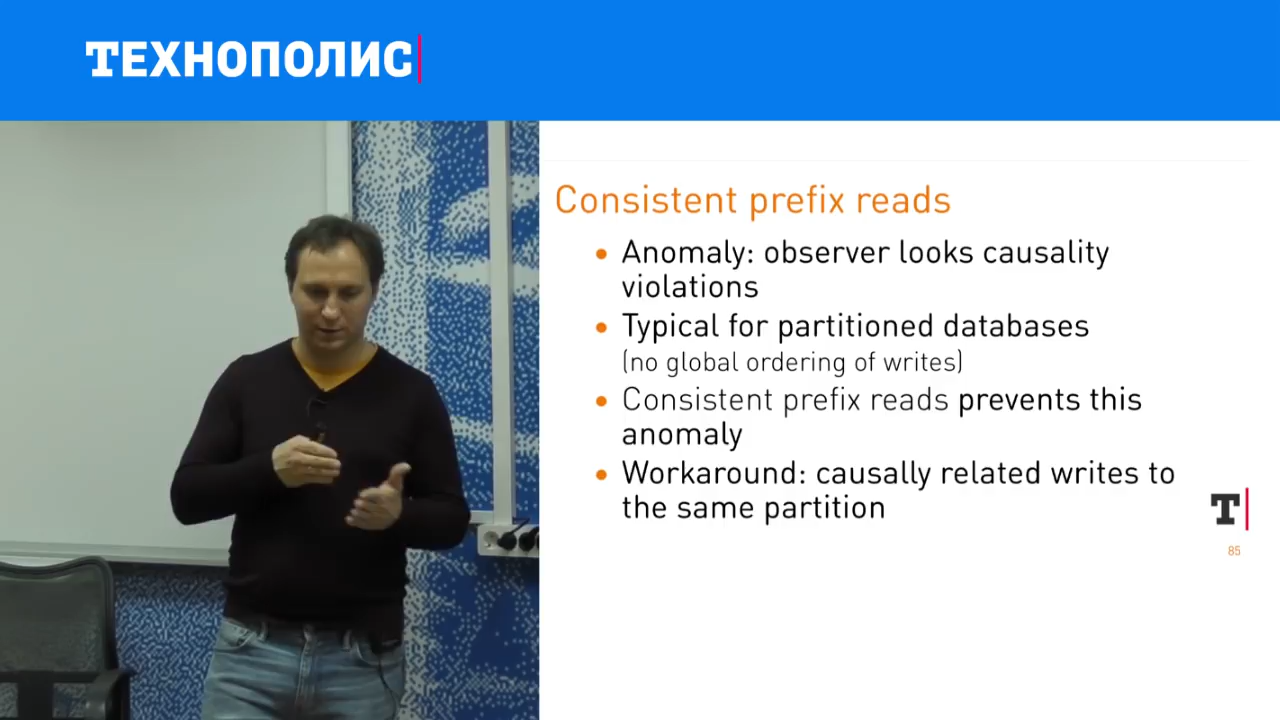 ТЕХНОПОЛИС
Consistent prefix reads
• Anomaly: observer looks causality
violations
• Typical for partitioned databases
(no global ordering of writes)
• Consistent prefix reads prevents this
anomaly
• Workaround: causally related writes to
the same partition
T
85